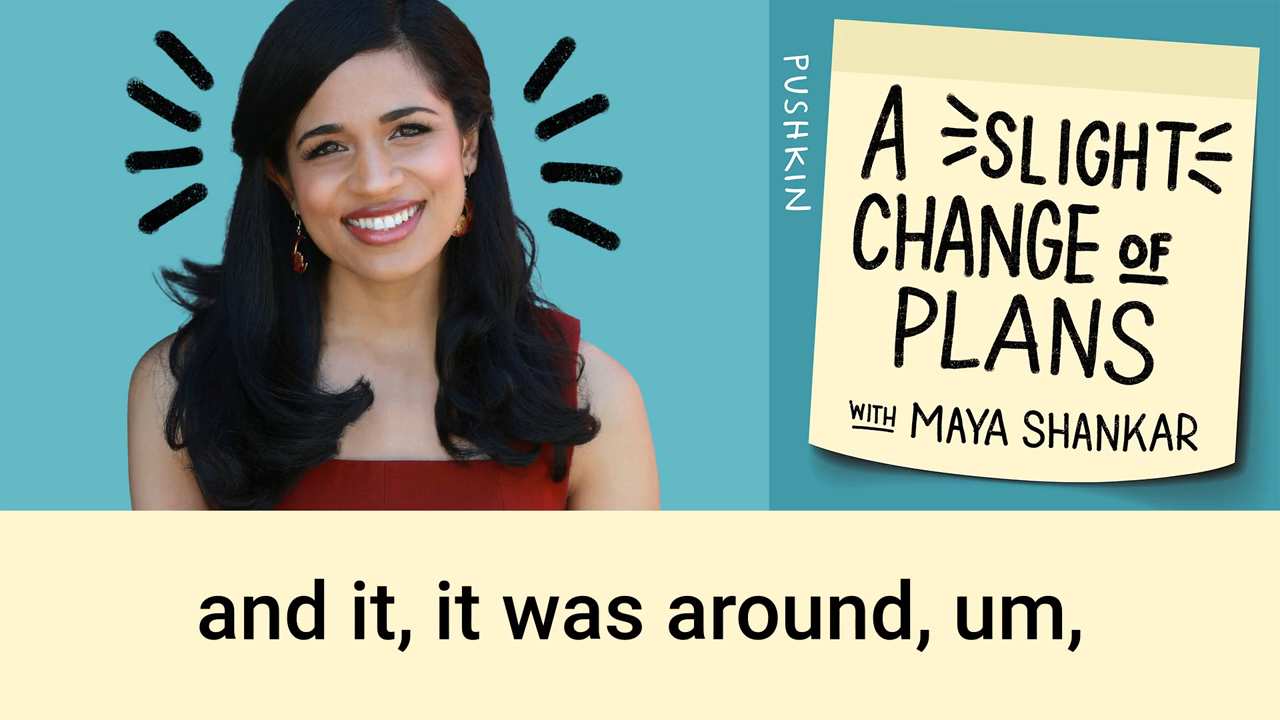 PUSHKIN
A SLIGHT
CHANGE OF
PLANS
WITH MAYA SHANKAR
and it, it was around, um,